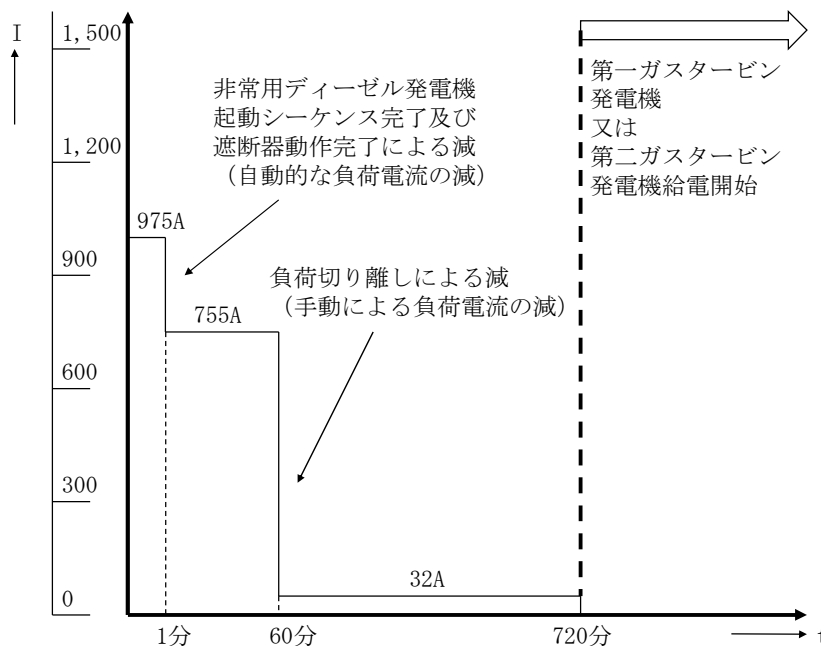 I
1,500
1,200
900
600
300
0
非常用ディーゼル発電機
起動シーケンス完了及び
遮断器動作完了による減
（自動的な負荷電流の減）
975A
755A
負荷切り離しによる減
（手動による負荷電流の減）
32A
第一ガスタービン
発電機
又は
第二ガスタービン
発電機給電開始
1分
60分
720分
t